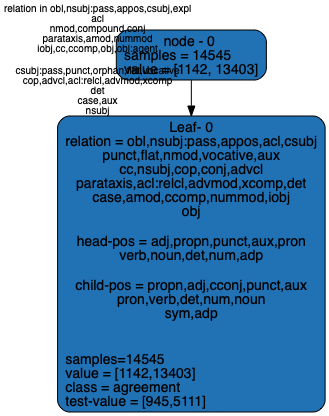 relation in obl,nsubj:pass,appos,csubj,expl
acl
nmod,compound,conj
parataxis,amod,nummod
iobj,cc,ccomp,obj,obl:agent
csubj:pass,punct,orphan,flat,vocative
cop,advcl,acl:relcl,advmod,xcomp
det
case,aux
nsubj
node - 0
samples = 14545
value = [1142, 13403]
Leaf- 0
relation = obl,nsubj:pass,appos,acl,csubj
punct,flat,nmod,vocative,aux
cc,nsubj,cop,conj,advcl
parataxis,acl:relcl,advmod,xcomp,det
case,amod,ccomp,nummod,iobj
obj
head-pos = adj,propn,punct,aux,pron
verb,noun,det,num,adp
child-pos = propn,adj,cconj,punct,aux
pron,verb,det,num,noun
sym,adp
samples=14545
value = [1142,13403]
class = agreement
test-value = [945,5111]